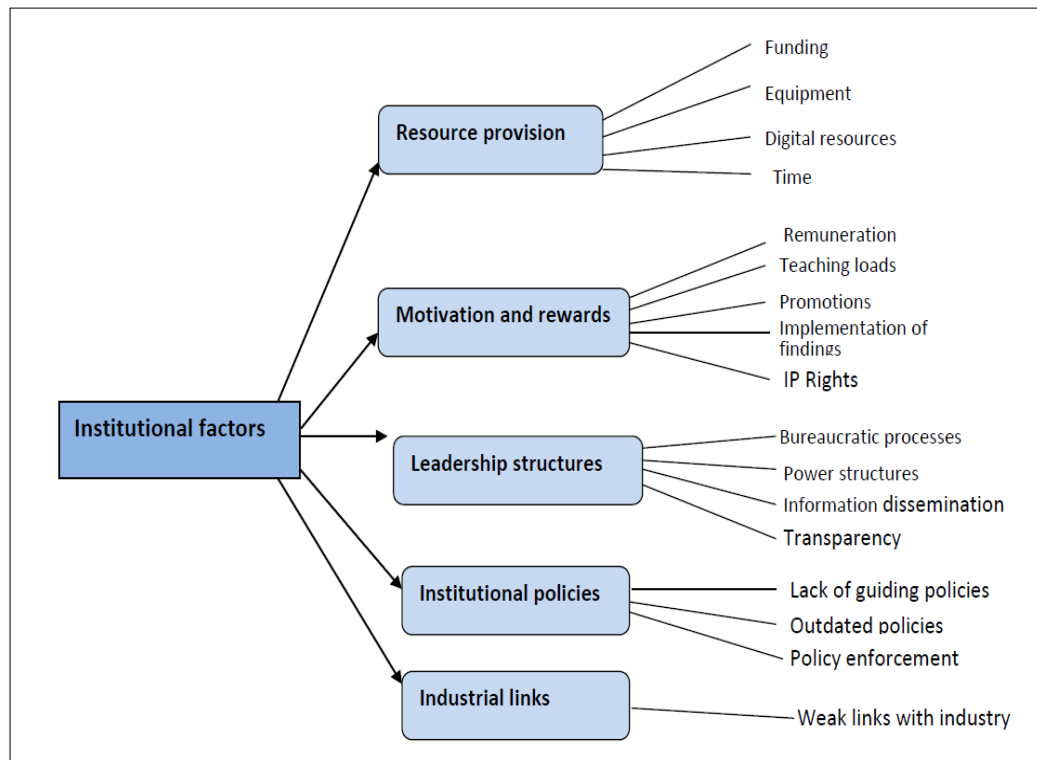 Funding
Equipment
Resource provision
Digital resources
Time
Remuneration
Teaching loads
Motivation and rewards
Promotions
Implementation of
findings
IP Rights
Institutional factors
Bureaucratic processes
Leadership structures
Power structures
Information dissemination
Transparency
Institutional policies
Lack of guiding policies
Outdated policies
Policy enforcement
Industrial links
Weak links with industry